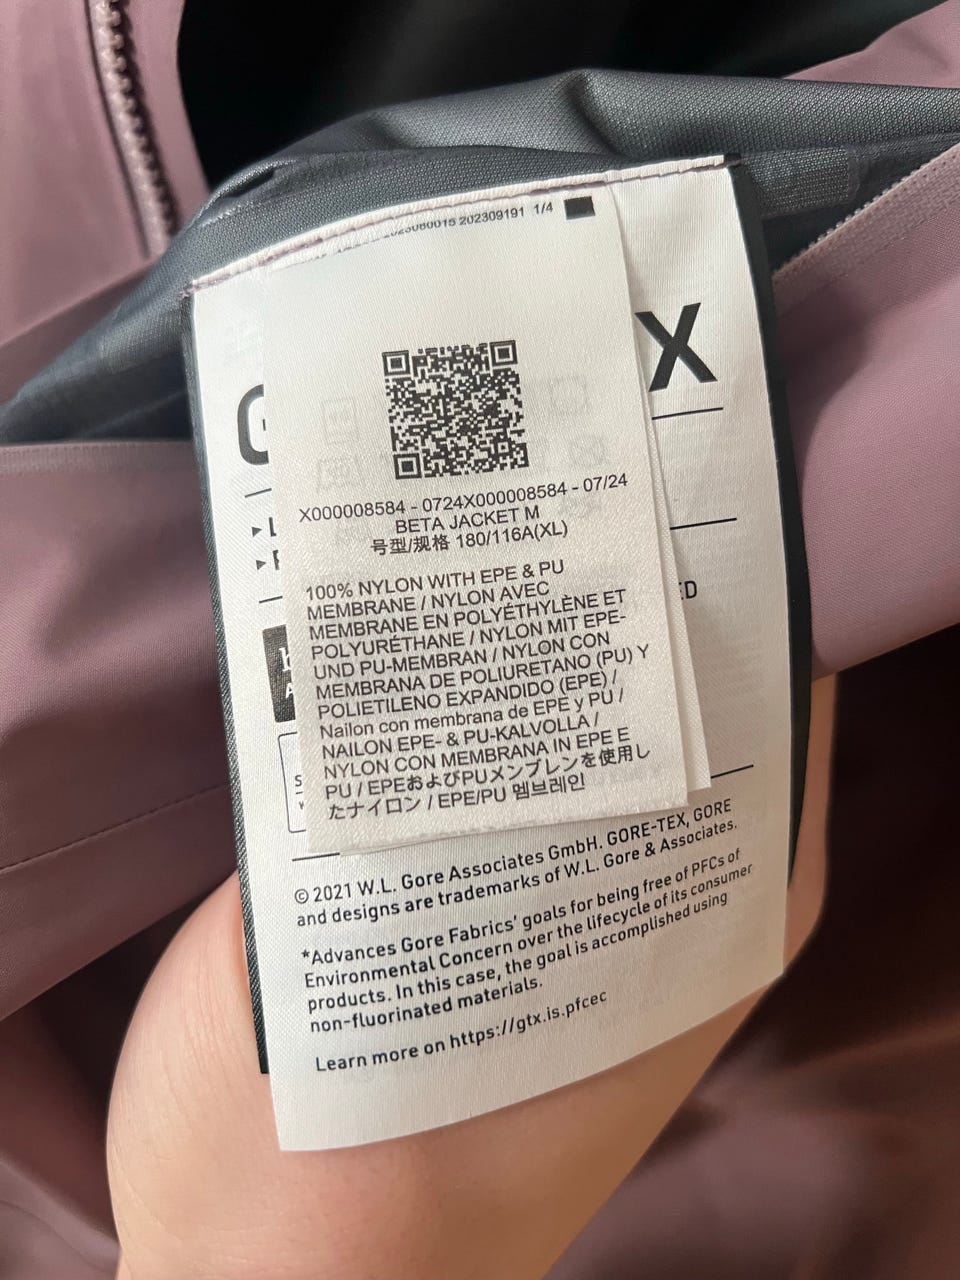 202309191 1/4
X
X000008584 - 0724X000008584 - 07/24
BETA JACKET M
号型/规格 180/116A(XL)
100% NYLON WITH EPE & PU
MEMBRANE / NYLON AVEC
MEMBRANE EN POLYÉTHYLÈNE ET
POLYURÉTHANE / NYLON MIT EPE-
UND PU-MEMBRAN / NYLON CON
MEMBRANA DE POLIURETANO (PU) Y
POLIETILENO EXPANDIDO (EPE) /
Nailon con membrana de EPE y PU /
NAILON EPE- & PU-KALVOLLA /
NYLON CON MEMBRANA IN EPE E
PU / EPEおよびPUメンブレンを使用し
たナイロン / EPE/PU 멤브레인
© 2021 W.L. Gore Associates GmbH. GORE-TEX, GORE
and designs are trademarks of W.L. Gore & Associates.
*Advances Gore Fabrics' goals for being free of PFCs of
Environmental Concern over the lifecycle of its consumer
products. In this case, the goal is accomplished using
non-fluorinated materials.
Learn more on https://gtx.is.pfcec